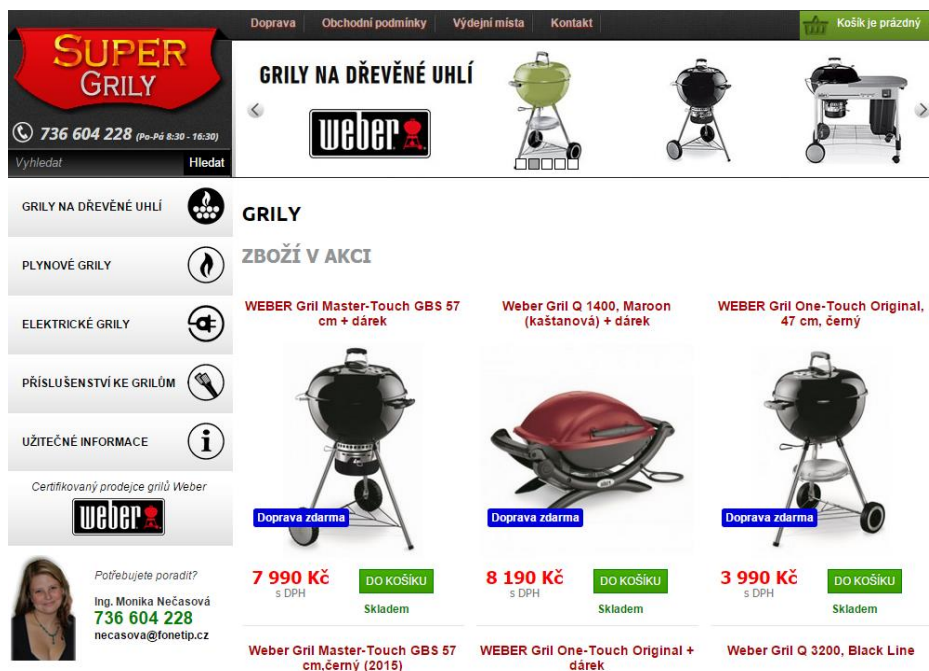 Doprava
Obchodní podmínky
Výdejní místa
Kontakt
Košík je prázdný
SUPER
GRILY
736 604 228 (Po-Pá 8:30 - 16:30)
Vyhledat
Hledat
GRILY NA DŘEVĚNÉ UHLÍ
weber
GRILY NA DŘEVĚNÉ UHLÍ
PLYNOVÉ GRILY
ELEKTRICKÉ GRILY
PŘÍSLUŠENSTVÍ KE GRILŮM
UŽITEČNÉ INFORMACE
Certifikovaný prodejce grilů Weber
weber
Potřebujete poradit?
Ing. Monika Nečasová
736 604 228
necasova@fonetip.cz
GRILY
ZBOŽÍ V AKCI
WEBER Gril Master-Touch GBS 57
cm + dárek
Doprava zdarma
7 990 Kč
s DPH
DO KOŠÍKU
Skladem
Weber Gril Q 1400, Maroon
(kaštanová) + dárek
Doprava zdarma
8 190 Kč
s DPH
DO KOŠÍKU
Skladem
WEBER Gril One-Touch Original,
47 cm, černý
Doprava zdarma
3 990 Kč
s DPH
DO KOŠÍKU
Skladem
Weber Gril Master-Touch GBS 57
cm,černý (2015)
WEBER Gril One-Touch Original +
dárek
Weber Gril Q 3200, Black Line